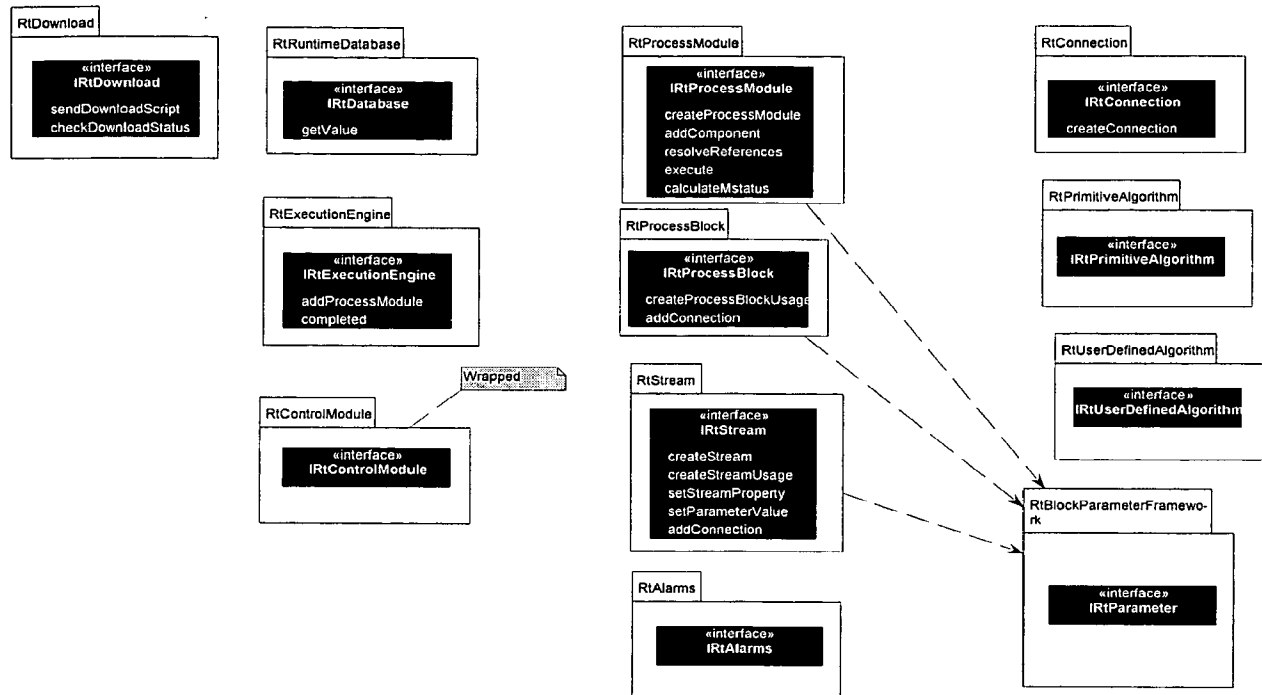 RtDownload
«interface»
IRtDownload
sendDownloadScript
checkDownloadStatus
RtRuntimeDatabase
«interface»
IRtDatabase
getValue
RtExecutionEngine
«interface»
IRtExecutionEngine
addProcessModule
completed
Wrapped
RtControlModule
«interface»
IRtControlModule
RtProcessModule
«interface»
IRtProcessModule
createProcessModule
addComponent
resolveReferences
execute
calculateMstatus
RtProcessBlock
«interface»
IRtProcessBlock
createProcessBlockUsage
addConnection
RtStream
«interface»
IRtStream
createStream
createStreamUsage
setStreamProperty
setParameterValue
addConnection
RtAlarms
«interface»
IRtAlarms
RtConnection
«interface»
IRtConnection
createConnection
RtPrimitiveAlgorithm
«interface»
IRtPrimitiveAlgorithm
RtUserDefinedAlgorithm
«interface»
IRtUserDefinedAlgorithm
RtBlockParameterFramewo-
rk
«interface»
IRtParameter